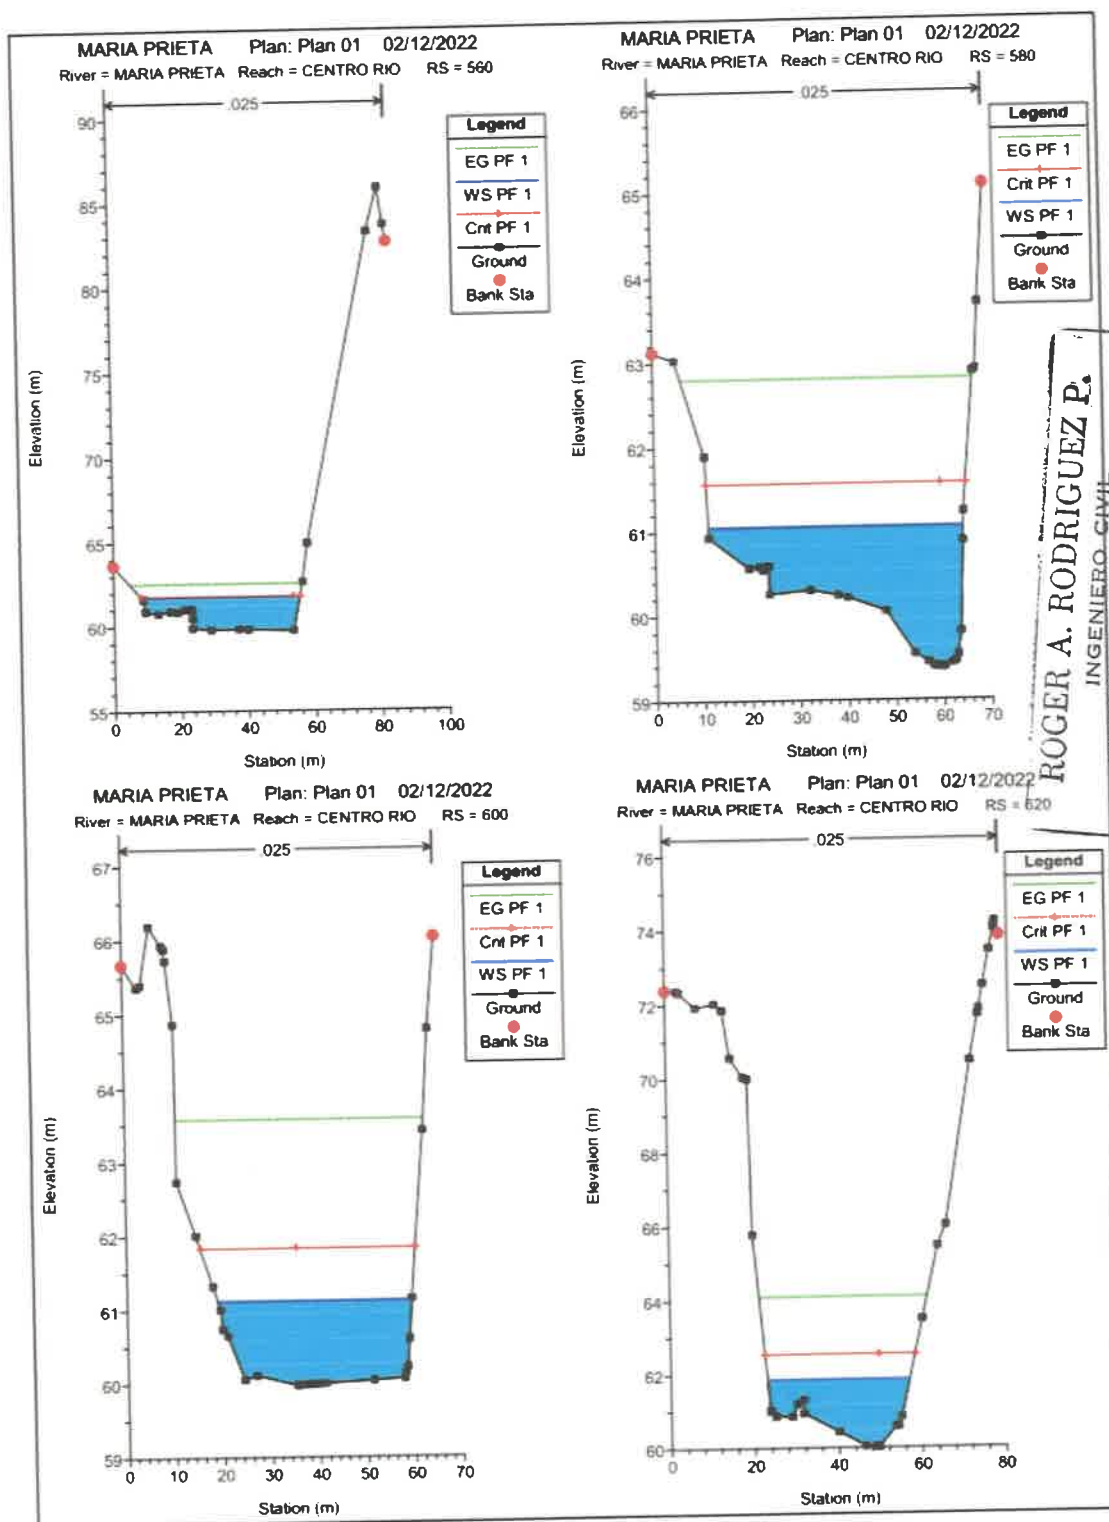 MARIA PRIETA Plan: Plan 01 02/12/2022
River = MARIA PRIETA Reach = CENTRO RIO RS = 560
.025
90
85
80
75
70
65
60
55
Elevation (m)
0 20 40 60 80 100
Station (m)
Legend
EG PF 1
WS PF 1
Crit PF 1
Ground
Bank Sta
MARIA PRIETA Plan: Plan 01 02/12/2022
River = MARIA PRIETA Reach = CENTRO RIO RS = 580
.025
66
65
64
63
62
61
60
59
Elevation (m)
0 10 20 30 40 50 60 70
Station (m)
Legend
EG PF 1
Crit PF 1
WS PF 1
Ground
Bank Sta
ROGER A. RODRIGUEZ P.
INGENIERO CIVIL
MARIA PRIETA Plan: Plan 01 02/12/2022
River = MARIA PRIETA Reach = CENTRO RIO RS = 600
.025
67
66
65
64
63
62
61
60
59
Elevation (m)
0 10 20 30 40 50 60 70
Station (m)
Legend
EG PF 1
Crit PF 1
WS PF 1
Ground
Bank Sta
MARIA PRIETA Plan: Plan 01 02/12/2022
River = MARIA PRIETA Reach = CENTRO RIO RS = 620
.025
76
74
72
70
68
66
64
62
60
Elevation (m)
0 20 40 60 80
Station (m)
Legend
EG PF 1
Crit PF 1
WS PF 1
Ground
Bank Sta